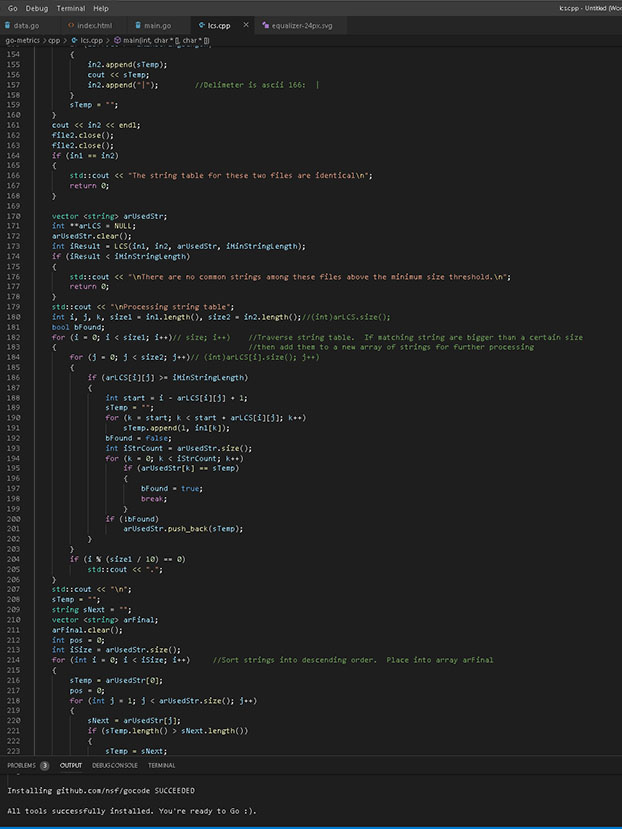 Go Debug Terminal Help lcs.cpp - Untitled (Wor
data.go index.html main.go lcs.cpp equalizer-24px.svg
go-metrics > cpp > lcs.cpp > main(int, char * [], char * [])
154 {
155 in2.append(sTemp);
156 cout << sTemp;
157 in2.append("|"); //Delimeter is ascii 166: |
158 }
159 sTemp = "";
160 }
161 cout << in2 << endl;
162 file2.close();
163 file2.close();
164 if (in1 == in2)
165 {
166 std::cout << "The string table for these two files are identical\n";
167 return 0;
168 }
169
170 vector <string> arUsedStr;
171 int **arLCS = NULL;
172 arUsedStr.clear();
173 int iResult = LCS(in1, in2, arUsedStr, iMinStringLength);
174 if (iResult < iMinStringLength)
175 {
176 std::cout << "\nThere are no common strings among these files above the minimum size threshold.\n";
177 return 0;
178 }
179 std::cout << "\nProcessing string table";
180 int i, j, k, size1 = in1.length(), size2 = in2.length();//(int)arLCS.size();
181 bool bFound;
182 for (i = 0; i < size1; i++)// size; i++) //Traverse string table. If matching string are bigger than a certain size
183 { //then add them to a new array of strings for further processing
184 for (j = 0; j < size2; j++)// (int)arLCS[i].size(); j++)
185 {
186 if (arLCS[i][j] >= iMinStringLength)
187 {
188 int start = i - arLCS[i][j] + 1;
189 sTemp = "";
190 for (k = start; k < start + arLCS[i][j]; k++)
191 sTemp.append(1, in1[k]);
192 bFound = false;
193 int iStrCount = arUsedStr.size();
194 for (k = 0; k < iStrCount; k++)
195 if (arUsedStr[k] == sTemp)
196 {
197 bFound = true;
198 break;
199 }
200 if (!bFound)
201 arUsedStr.push_back(sTemp);
202 }
203 }
204 if (i % (size1 / 10) == 0)
205 std::cout << ".";
206 }
207 std::cout << "\n";
208 sTemp = "";
209 string sNext = "";
210 vector <string> arFinal;
211 arFinal.clear();
212 int pos = 0;
213 int iSize = arUsedStr.size();
214 for (int i = 0; i < iSize; i++) //Sort strings into descending order. Place into array arFinal
215 {
216 sTemp = arUsedStr[0];
217 pos = 0;
218 for (int j = 1; j < arUsedStr.size(); j++)
219 {
220 sNext = arUsedStr[j];
221 if (sTemp.length() > sNext.length())
222 {
223 sTemp = sNext;
PROBLEMS 3 OUTPUT DEBUG CONSOLE TERMINAL
Installing github.com/nsf/gocode SUCCEEDED
All tools successfully installed. You're ready to Go :).